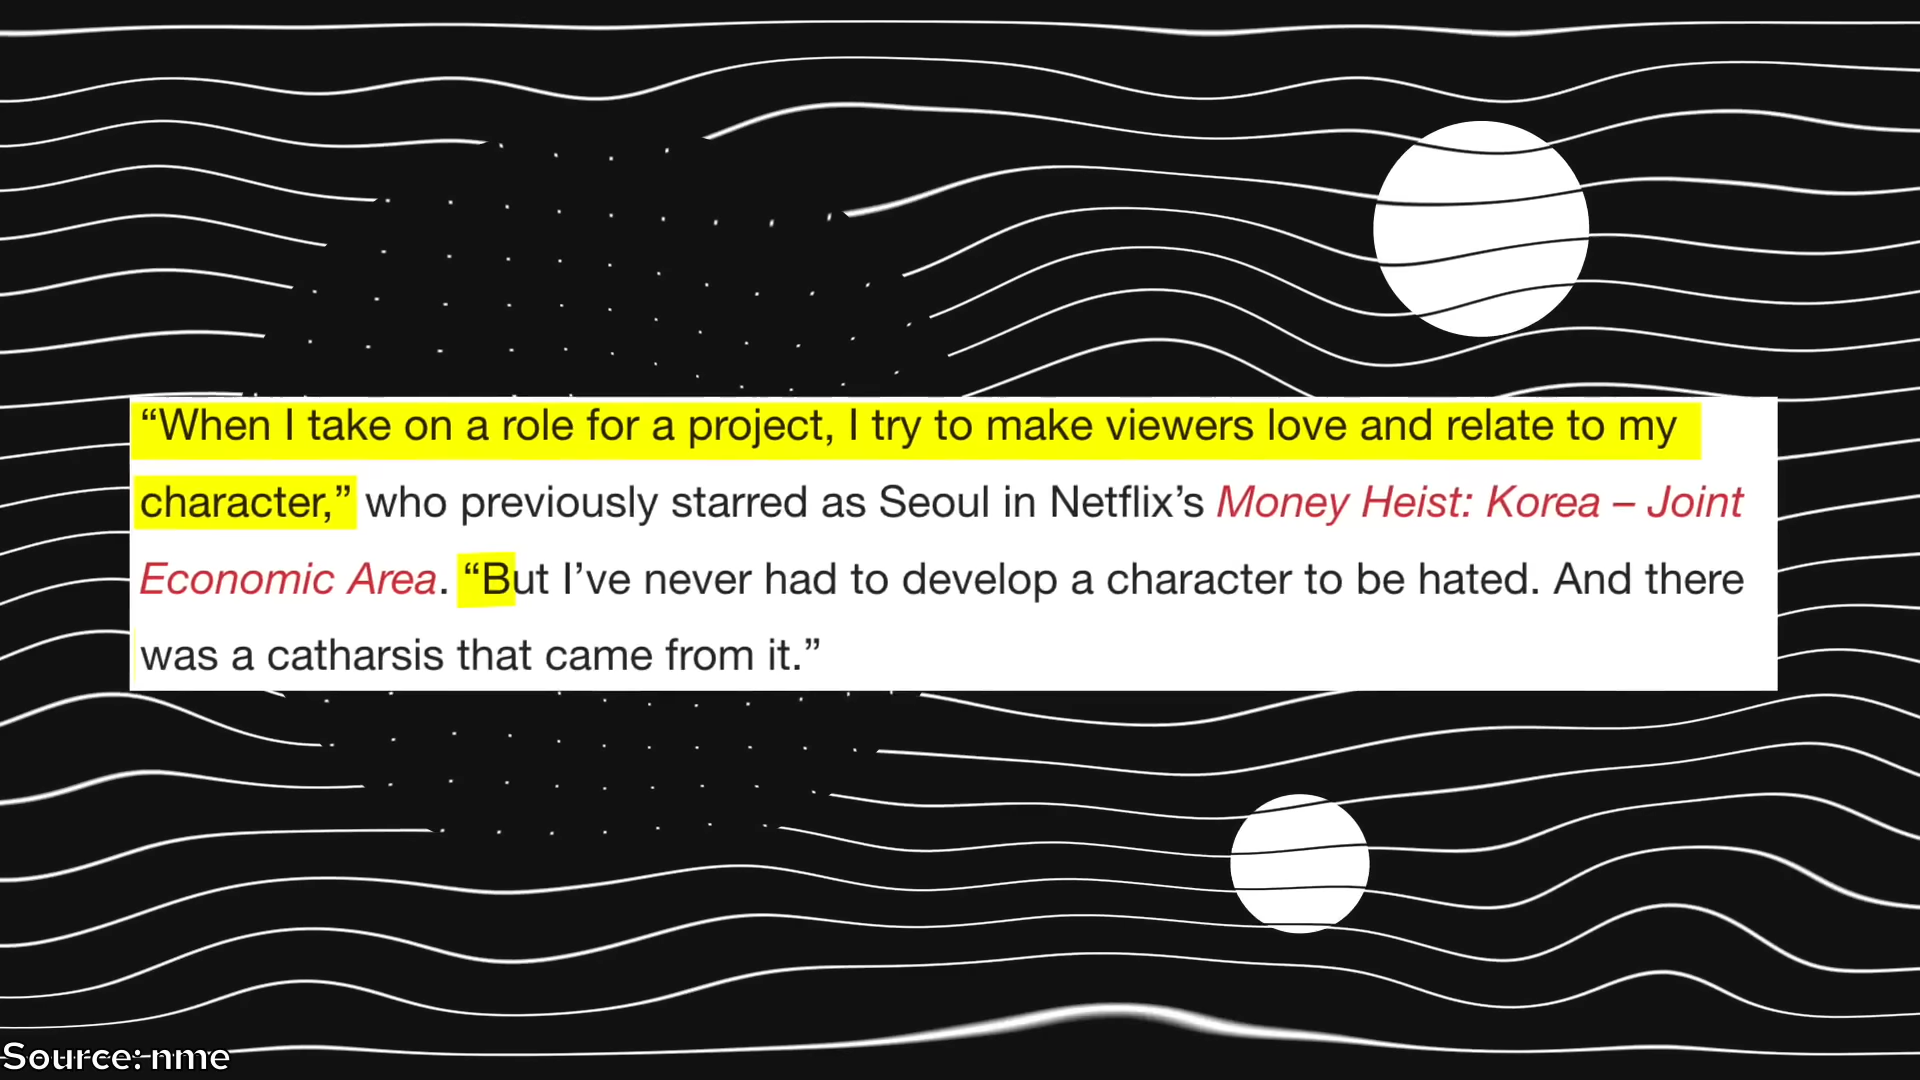 “When I take on a role for a project, I try to make viewers love and relate to my
character,” who previously starred as Seoul in Netflix’s Money Heist: Korea – Joint
Economic Area. “But I’ve never had to develop a character to be hated. And there
was a catharsis that came from it.”
Source: nme